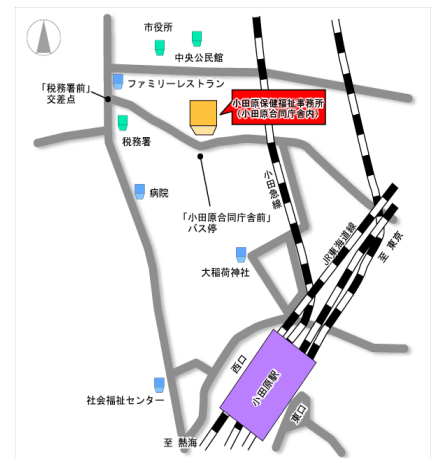 市役所
中央公民館
ファミリーレストラン
「税務署前」
交差点
小田原保健福祉事務所
(小田原合同庁舎内)
税務署
病院
「小田原合同庁舎前」
バス停
小田急線
大稲荷神社
JR東海道線
至 東京
西口
小田原駅
東口
社会福祉センター
至 熱海